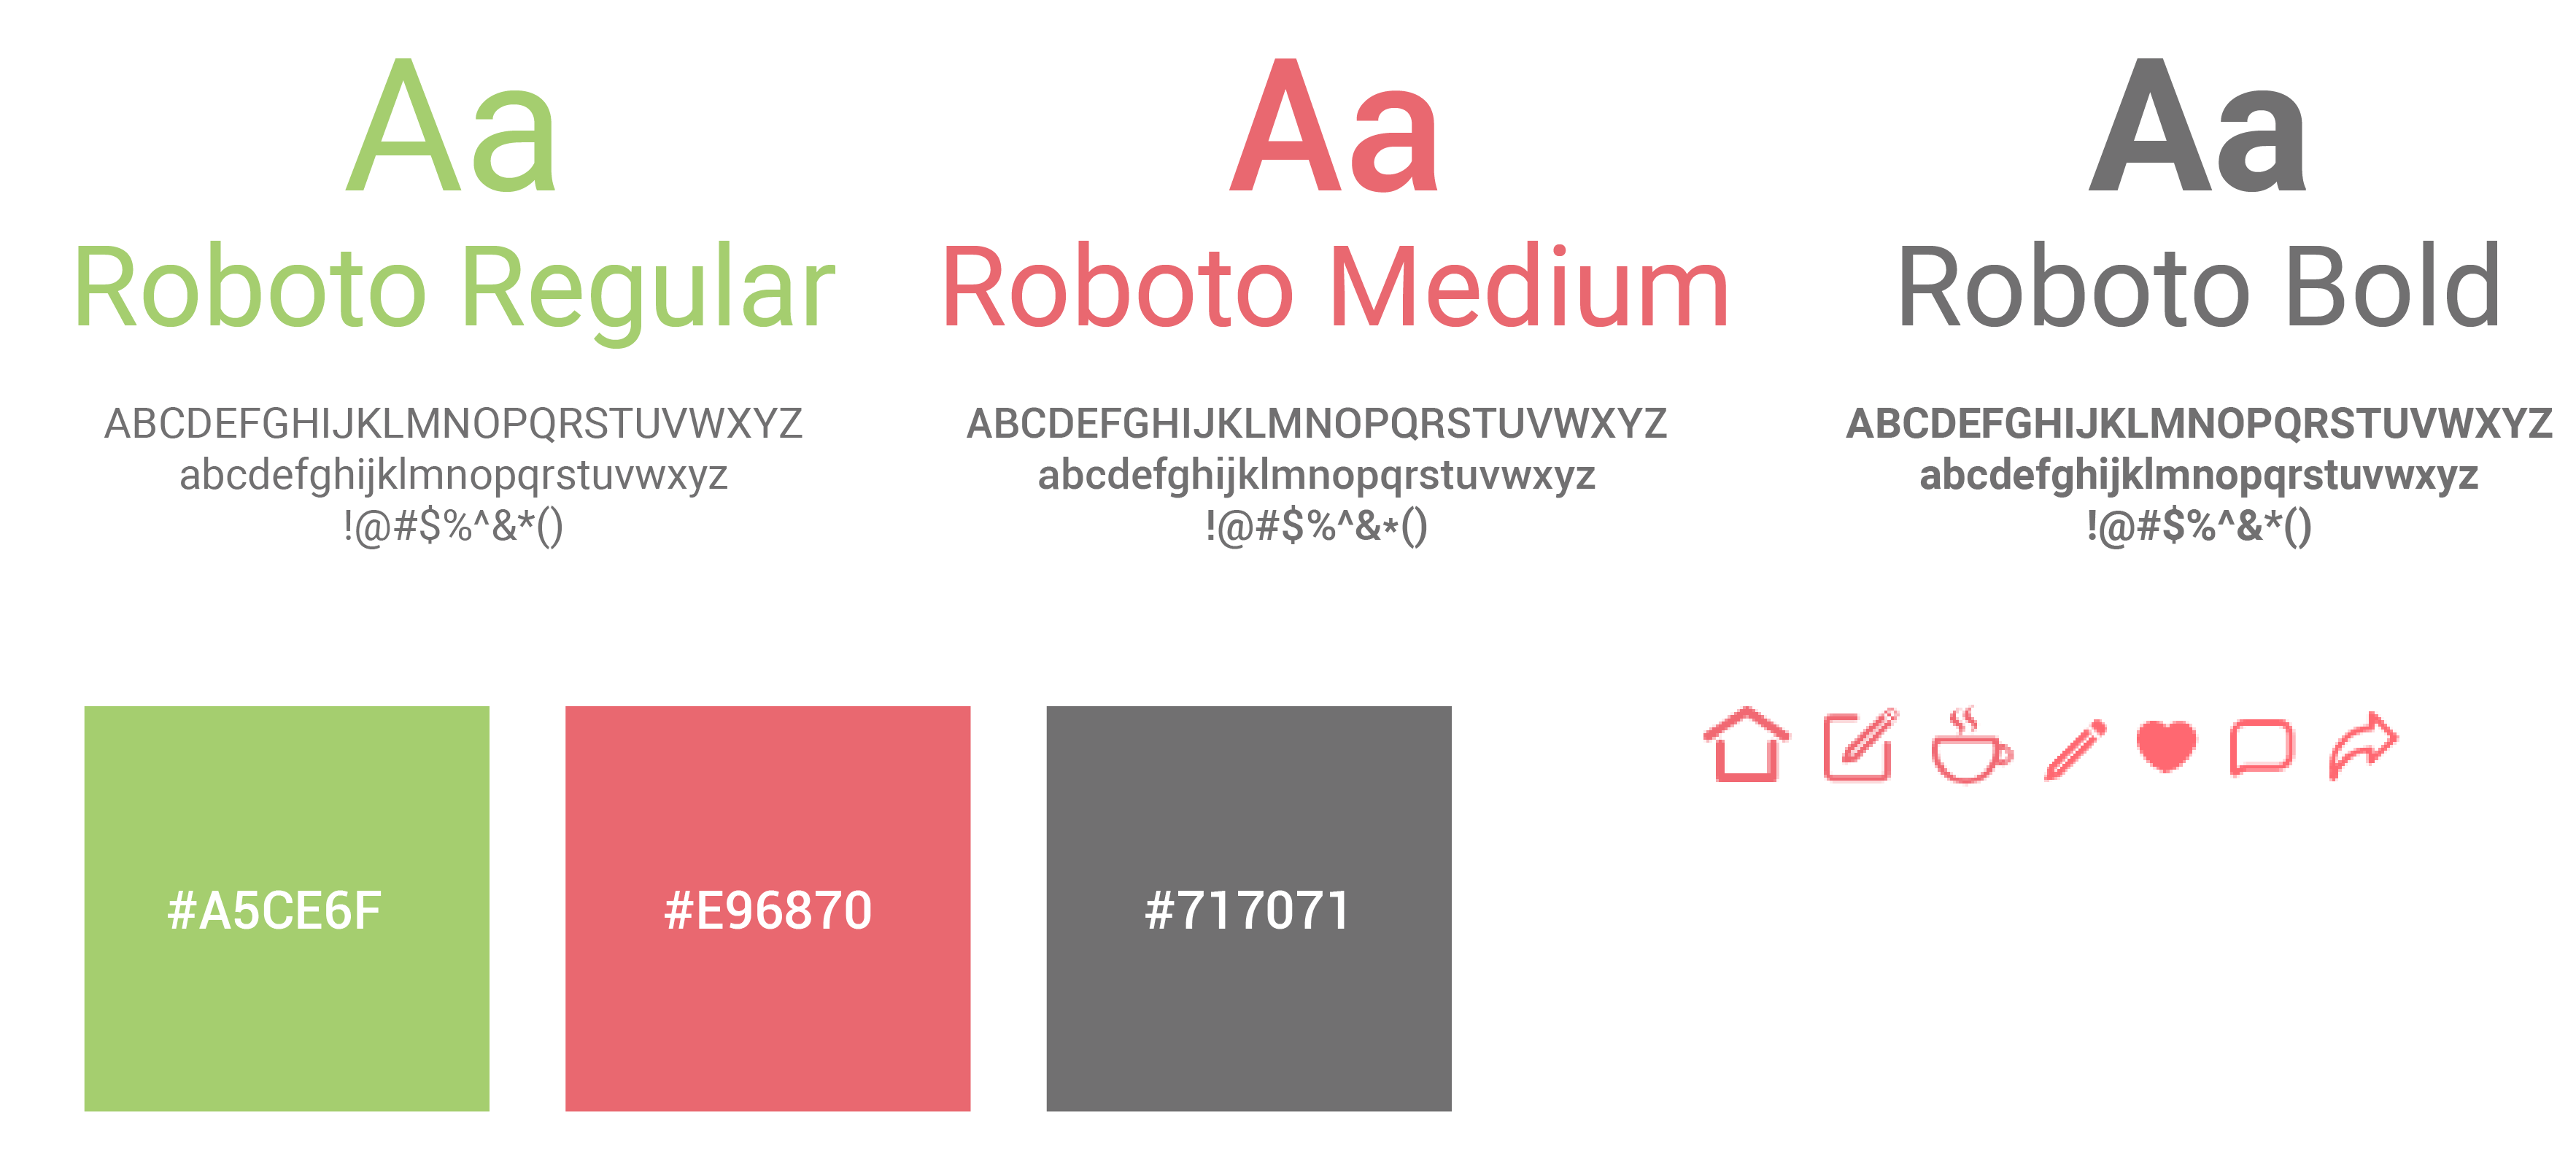 Aa
Roboto Regular
ABCDEFGHIJKLMNOPQRSTUVWXYZ
abcdefghijklmnopqrstuvwxyz
!@#$%^&*()
Aa
Roboto Medium
ABCDEFGHIJKLMNOPQRSTUVWXYZ
abcdefghijklmnopqrstuvwxyz
!@#$%^&*()
Aa
Roboto Bold
ABCDEFGHIJKLMNOPQRSTUVWXYZ
abcdefghijklmnopqrstuvwxyz
!@#$%^&*()
#A5CE6F
#E96870
#717071